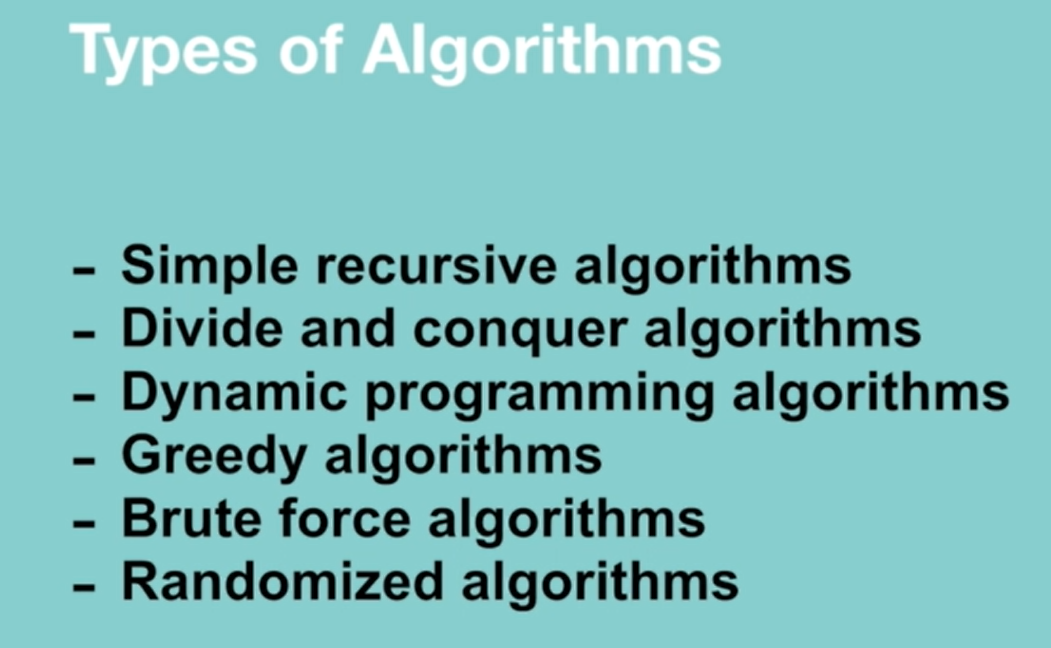 Types of Algorithms
- Simple recursive algorithms
- Divide and conquer algorithms
- Dynamic programming algorithms
- Greedy algorithms
- Brute force algorithms
- Randomized algorithms